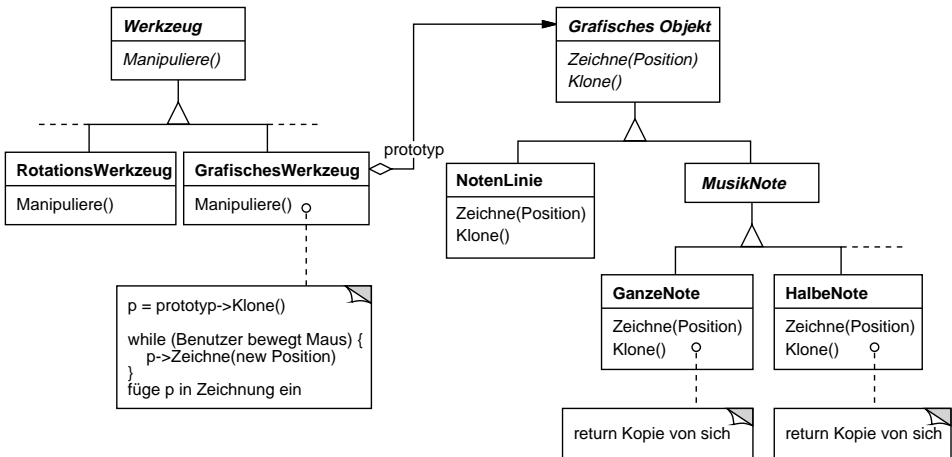 Werkzeug
Manipuliere()
Grafisches Objekt
Zeichne(Position)
Klone()
prototyp
RotationsWerkzeug
Manipuliere()
GrafischesWerkzeug
Manipuliere()
NotenLinie
Zeichne(Position)
Klone()
MusikNote
p = prototyp->Klone()
while (Benutzer bewegt Maus) {
p->Zeichne(new Position)
}
füge p in Zeichnung ein
GanzeNote
Zeichne(Position)
Klone()
HalbeNote
Zeichne(Position)
Klone()
return Kopie von sich
return Kopie von sich